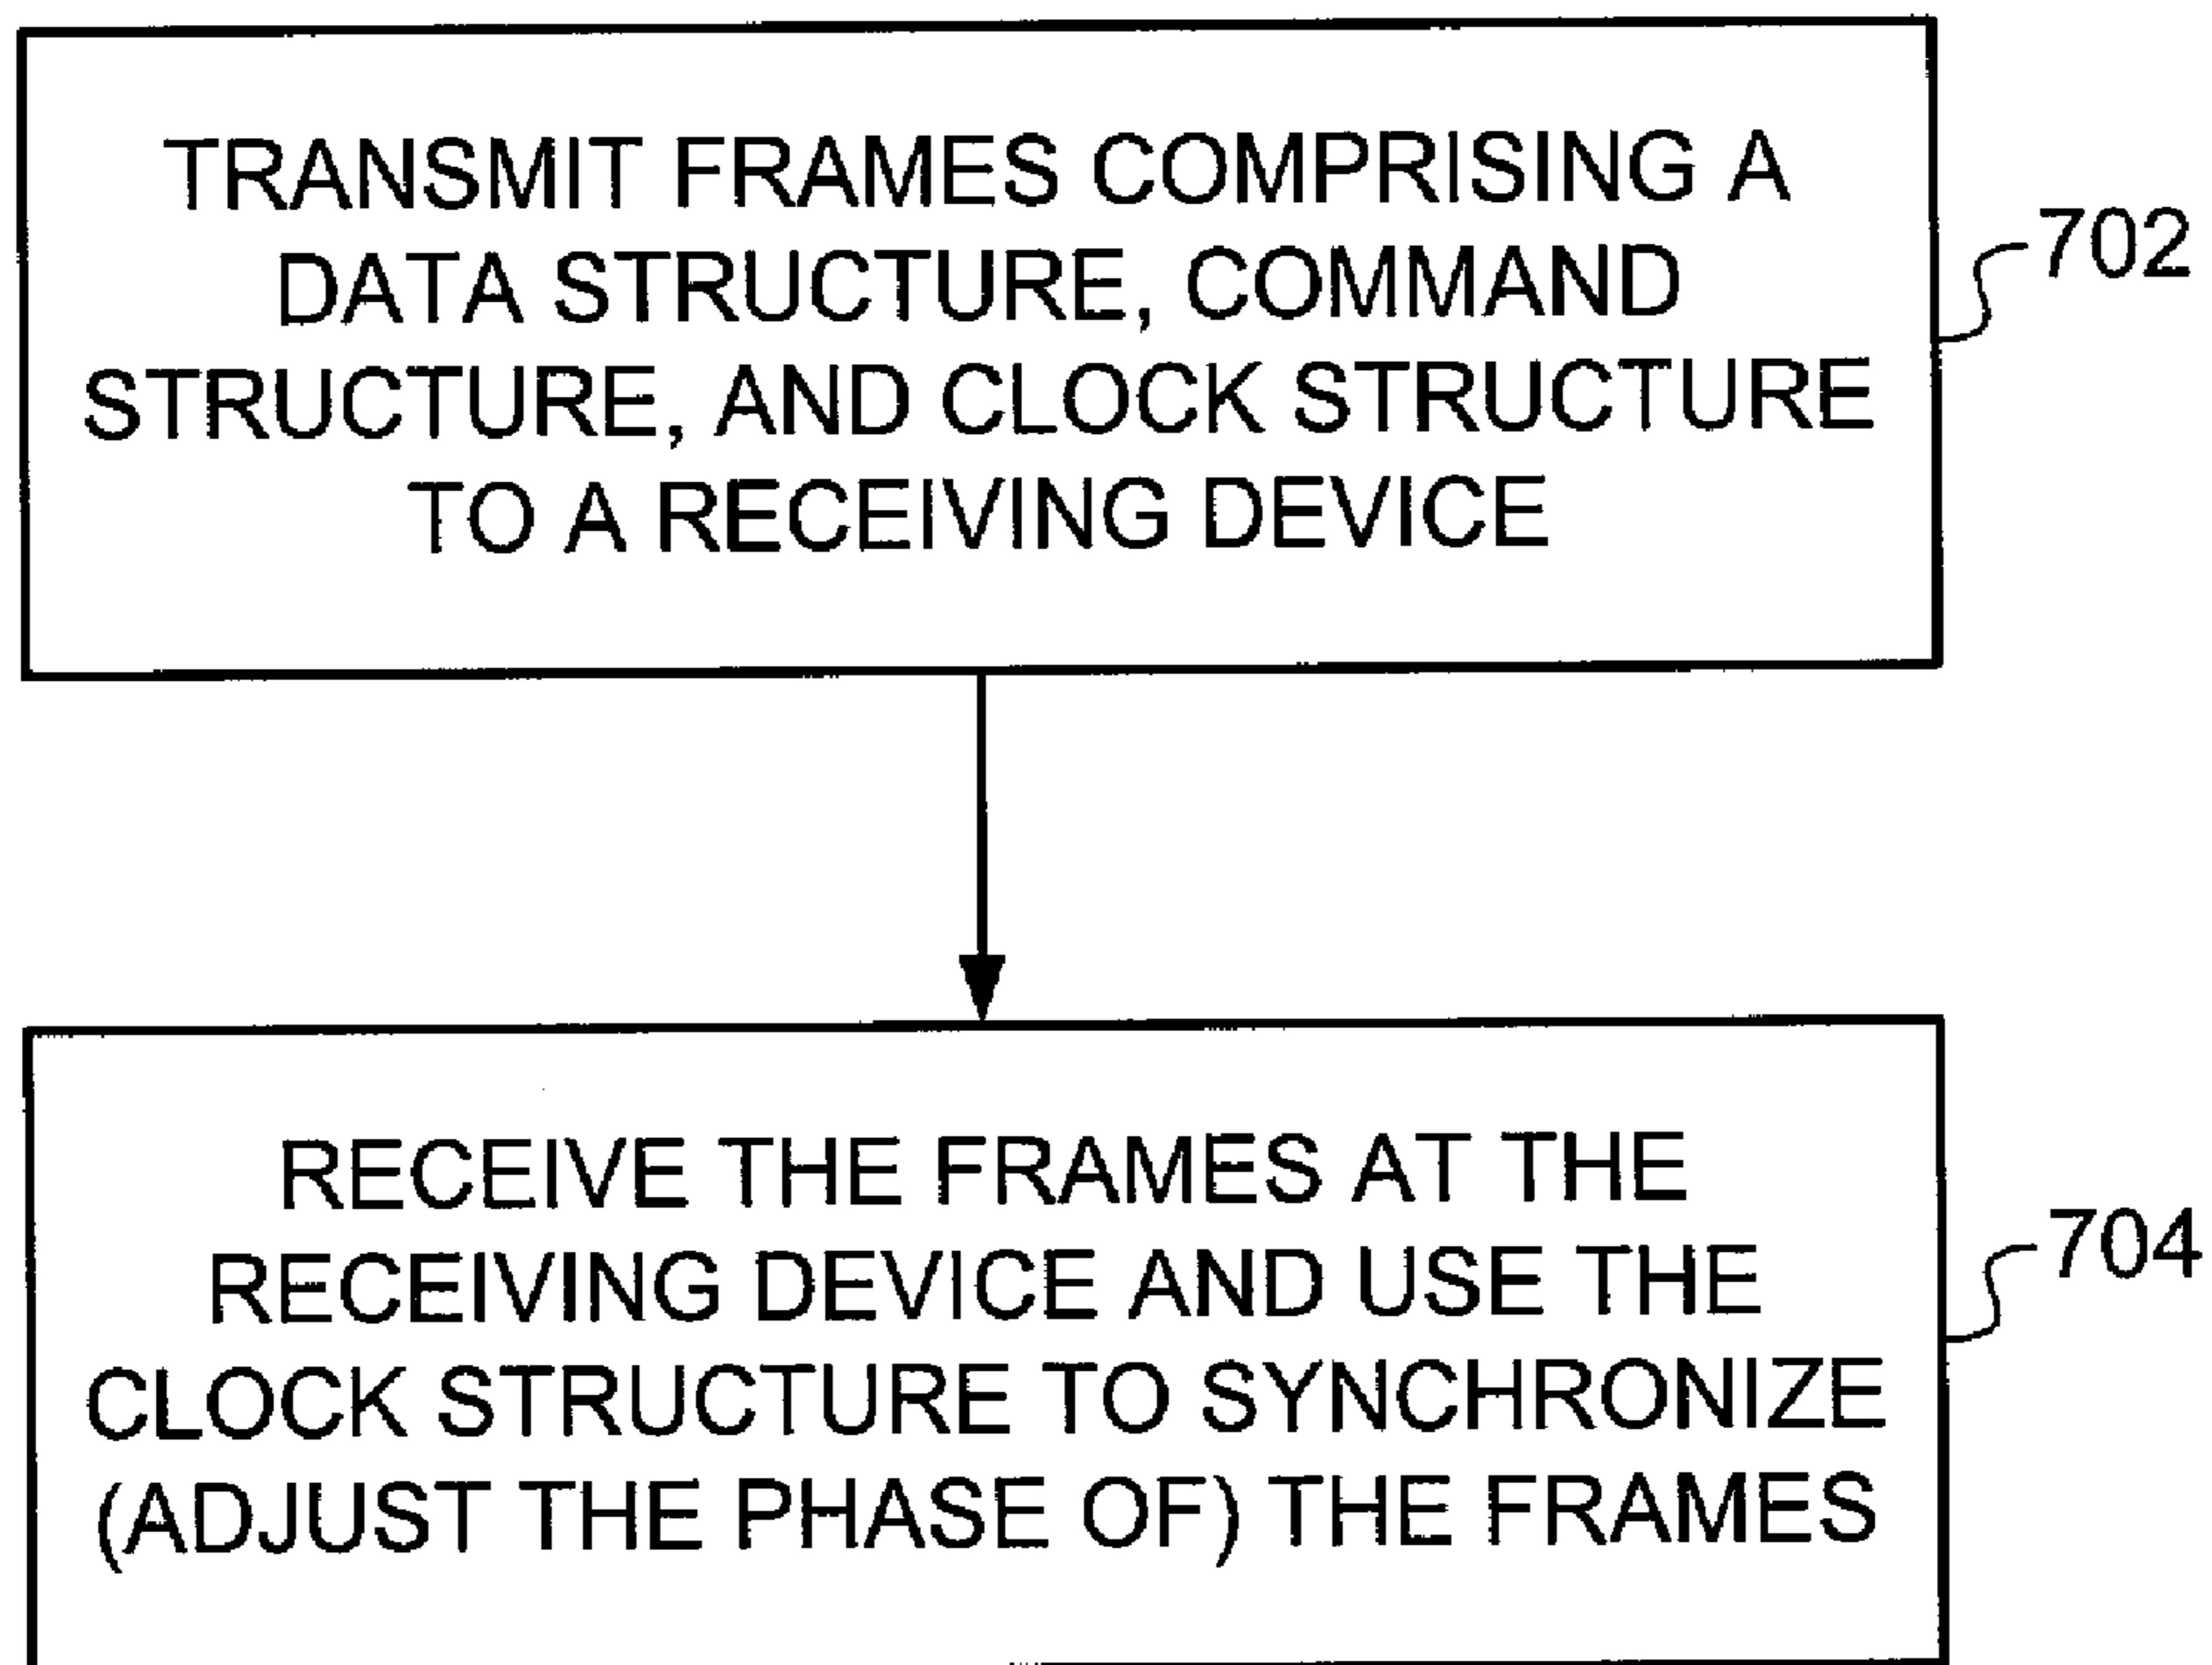 TRANSMIT FRAMES COMPRISING A
DATA STRUCTURE, COMMAND
STRUCTURE, AND CLOCK STRUCTURE
TO A RECEIVING DEVICE
702
RECEIVE THE FRAMES AT THE
RECEIVING DEVICE AND USE THE
CLOCK STRUCTURE TO SYNCHRONIZE
(ADJUST THE PHASE OF) THE FRAMES
704